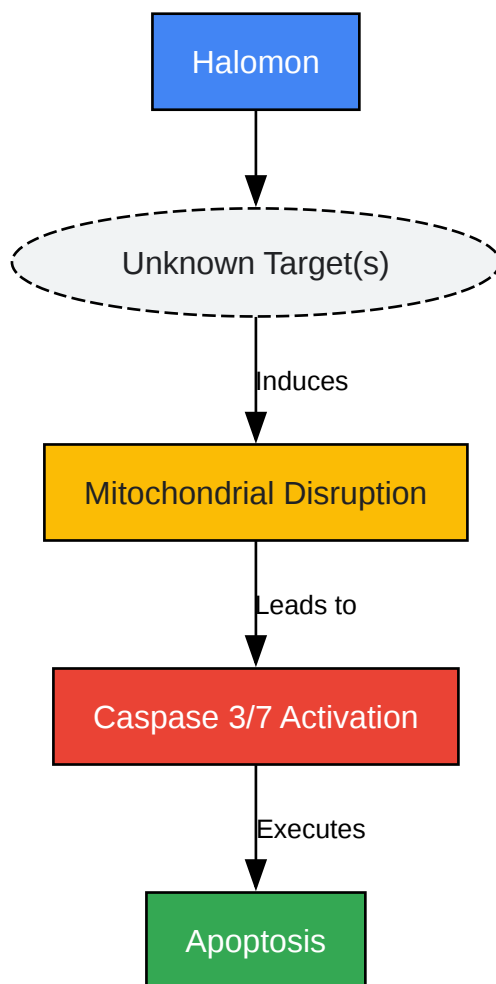 Halomon
Unknown Target(s)
Induces
Mitochondrial Disruption
Leads to
Caspase 3/7 Activation
Executes
Apoptosis